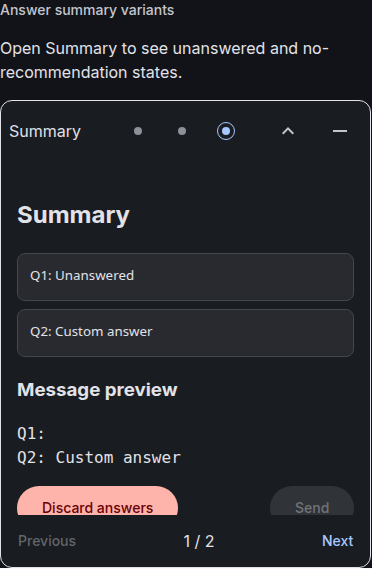 Answer summary variants
Open Summary to see unanswered and no-
recommendation states.
Summary
Summary
Q1: Unanswered
Q2: Custom answer
Message preview
Q1:
Q2: Custom answer
Discard answers
Send
Previous
1 / 2
Next